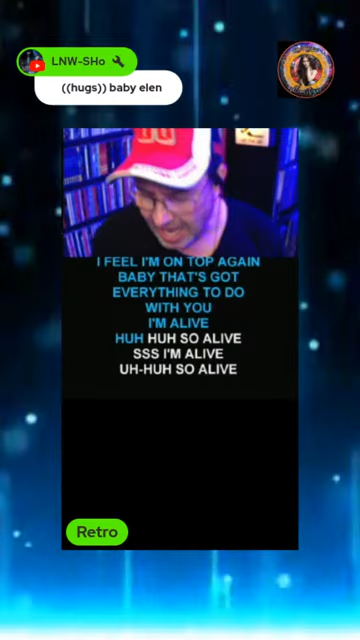 LNW-SHo
((hugs)) baby elen
I FEEL I'M ON TOP AGAIN
BABY THAT'S GOT
EVERYTHING TO DO
WITH YOU
I'M ALIVE
HUH HUH SO ALIVE
SSS I'M ALIVE
UH-HUH SO ALIVE
Retro